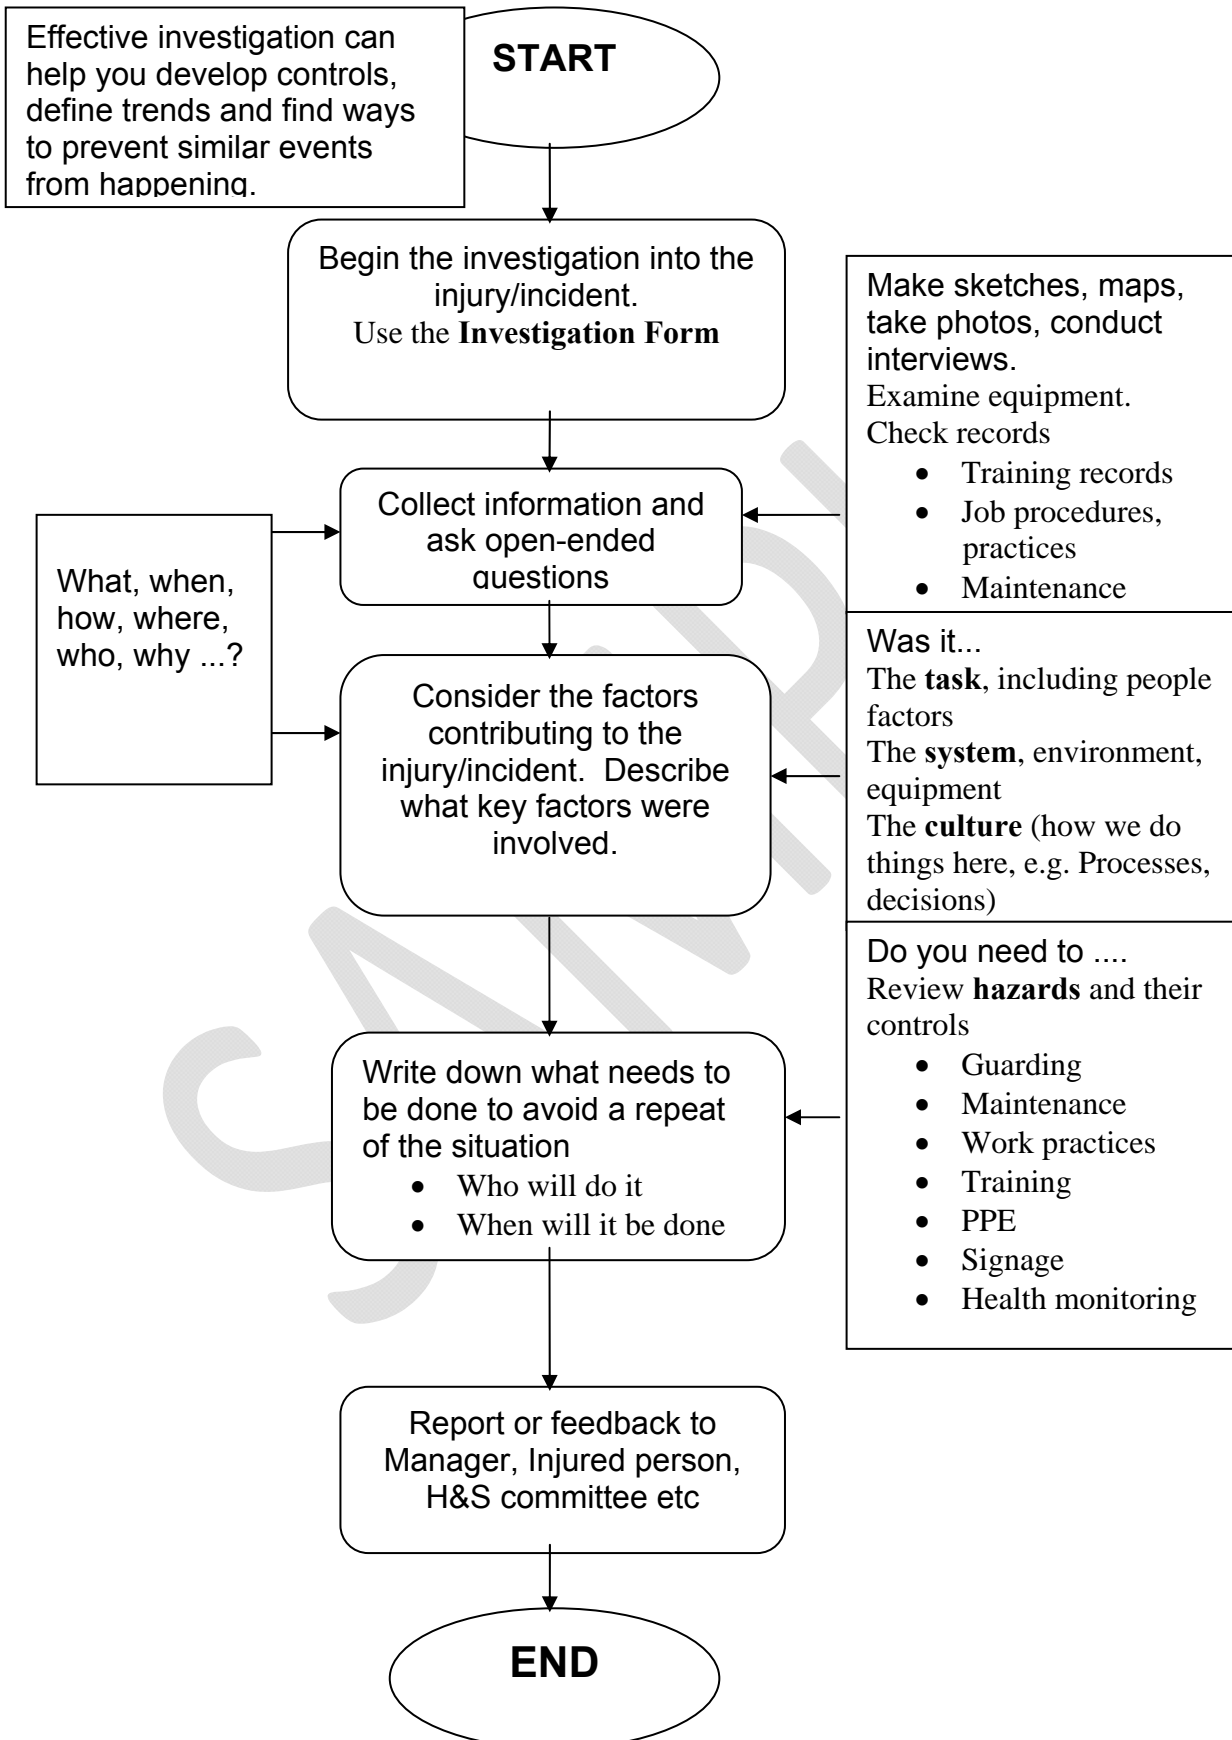 Effective investigation can
help you develop controls,
define trends and find ways
to prevent similar events
from happening.
START
Begin the investigation into the
injury/incident.
Use the Investigation Form
Make sketches, maps,
take photos, conduct
interviews.
Examine equipment.
Check records
• Training records
• Job procedures,
practices
• Maintenance
Collect information and
ask open-ended
questions
What, when,
how, where,
who, why ...?
Was it...
The task, including people
factors
The system, environment,
equipment
The culture (how we do
things here, e.g. Processes,
decisions)
Consider the factors
contributing to the
injury/incident.  Describe
what key factors were
involved.
Do you need to ....
Review hazards and their
controls
• Guarding
• Maintenance
• Work practices
• Training
• PPE
• Signage
• Health monitoring
Write down what needs to
be done to avoid a repeat
of the situation
• Who will do it
• When will it be done
Report or feedback to
Manager, Injured person,
H&S committee etc
END